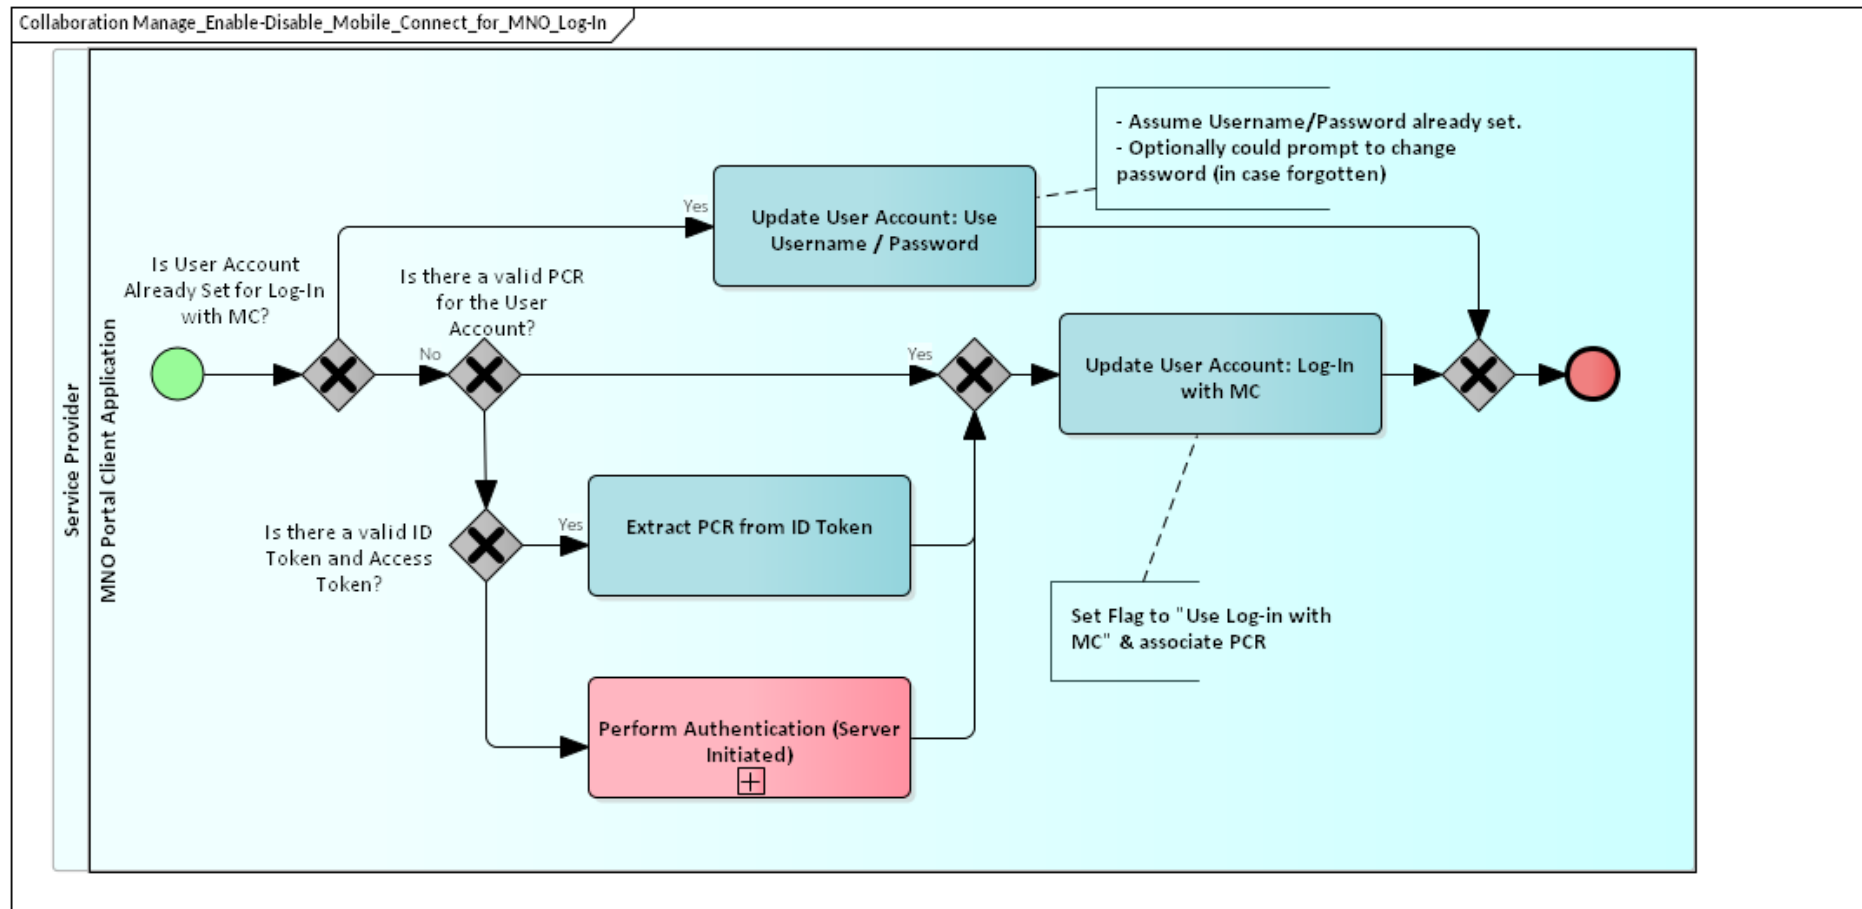 Collaboration Manage_Enable-Disable_Mobile_Connect_for_MNO_Log-In
Service Provider
MNO Portal Client Application
- Assume Username/Password already set.
- Optionally could prompt to change
password (in case forgotten)
Yes
Update User Account: Use
Username / Password
Is User Account
Already Set for Log-In
with MC?
Is there a valid PCR
for the User
Account?
No
Yes
Update User Account: Log-In
with MC
Is there a valid ID
Token and Access
Token?
Yes
Extract PCR from ID Token
Set Flag to "Use Log-in with
MC" & associate PCR
Perform Authentication (Server
Initiated)